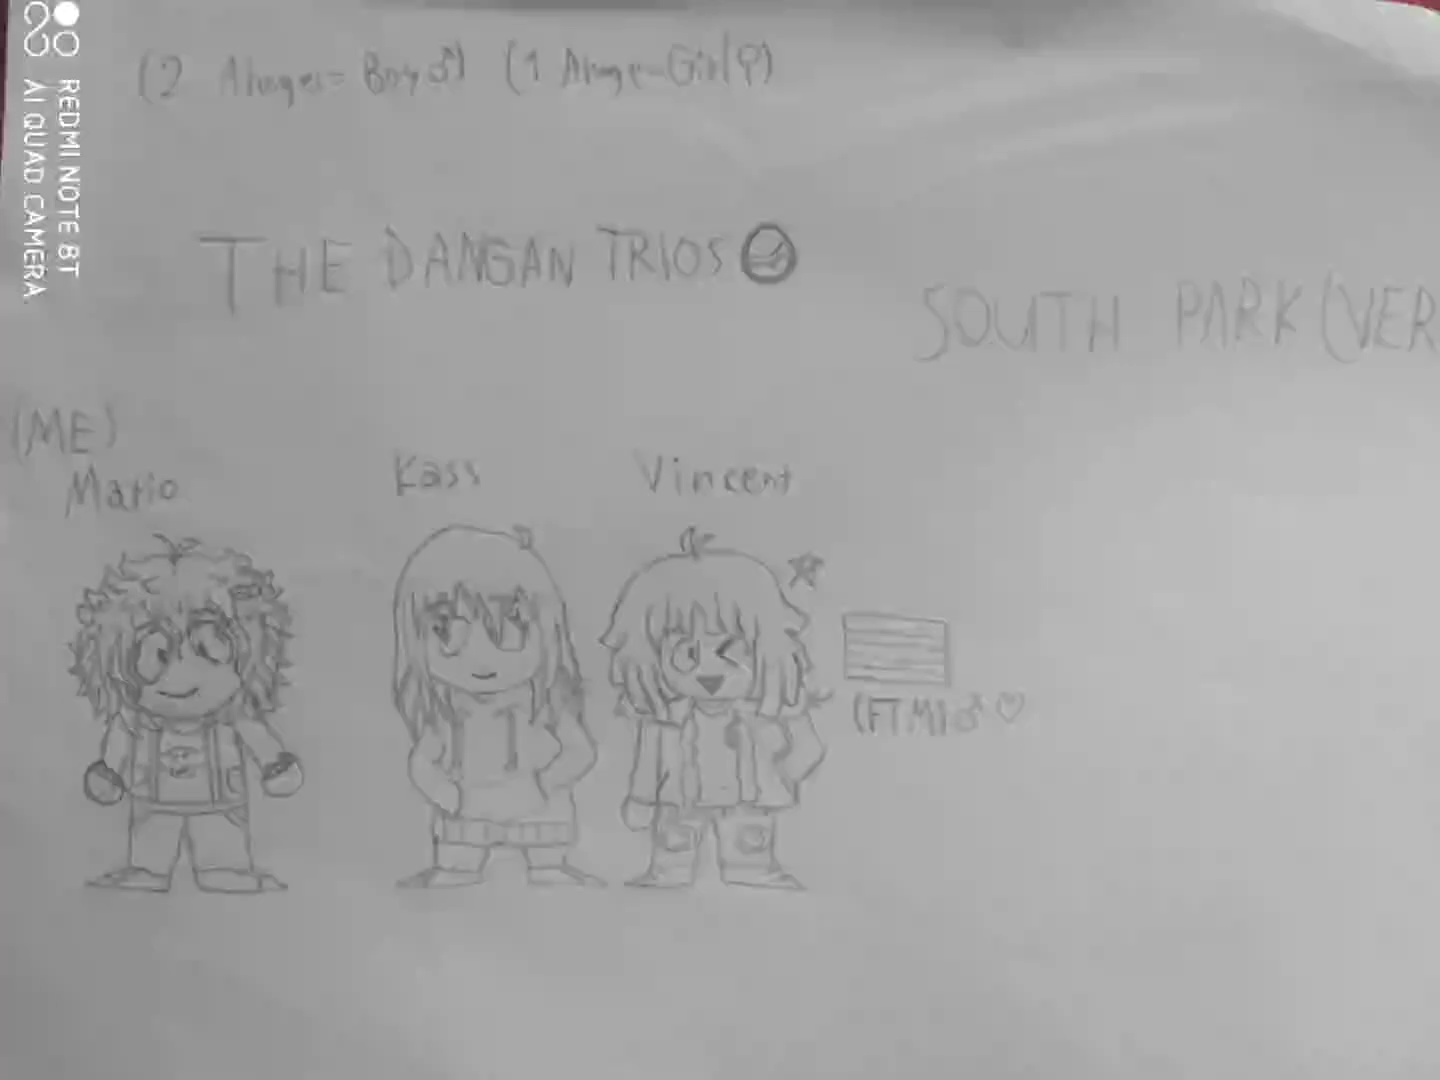 (2 Ahoges= Boy♂) (1 Ahoge=Girl♀)
THE DANGAN TRIOS
SOUTH PARK (VER
(ME)
Mario
Kass
Vincent
(FTM)♂♡
REDMI NOTE 8T
AI QUAD CAMERA